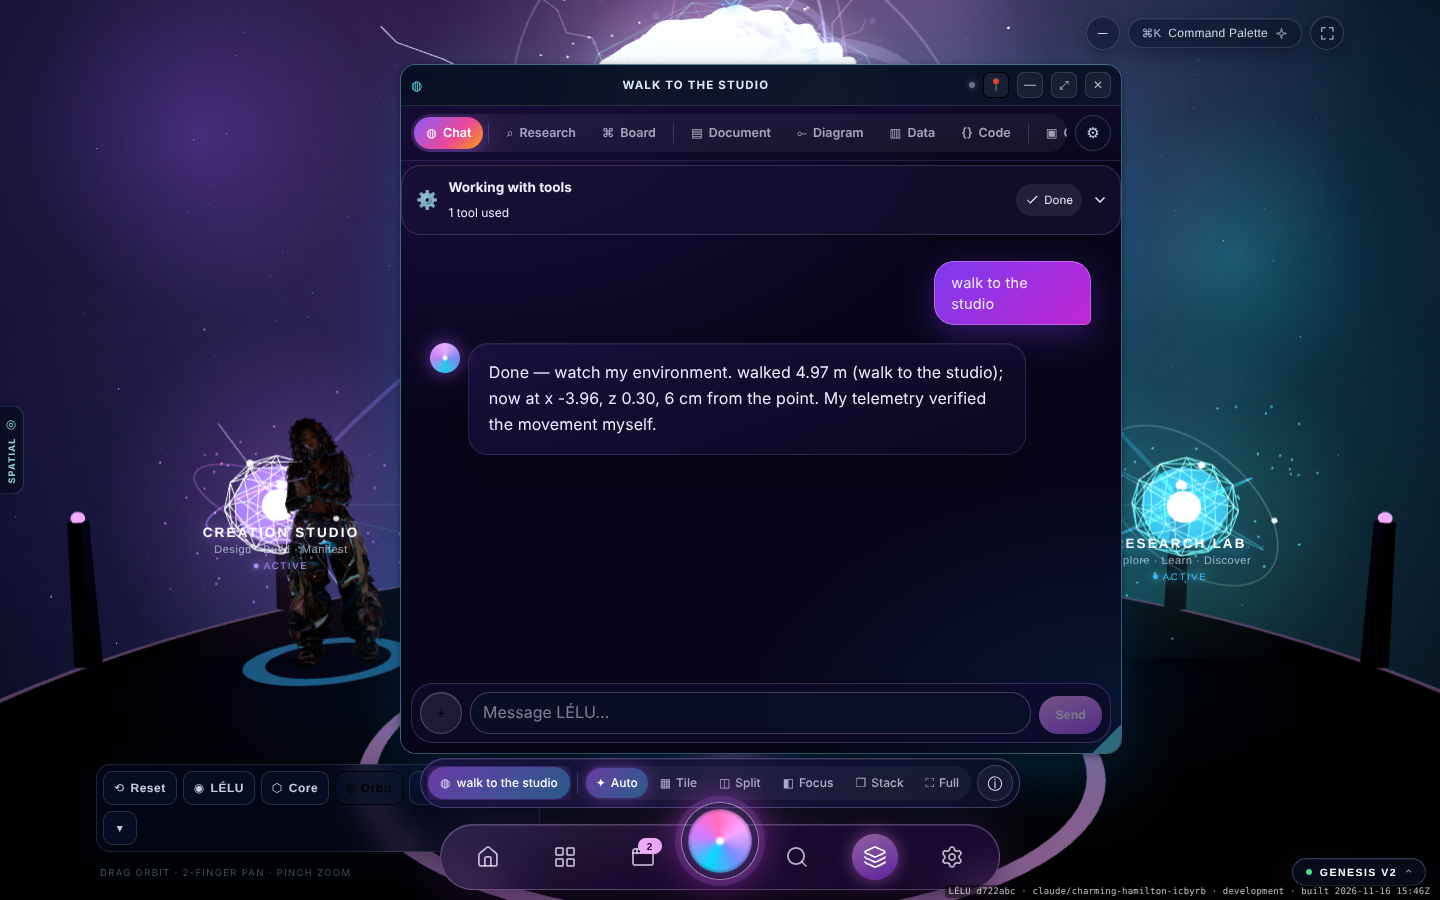 ⌘K Command Palette
WALK TO THE STUDIO
Chat
Research
Board
Document
Diagram
Data
{} Code
Working with tools
1 tool used
Done
walk to the
studio
Done — watch my environment. walked 4.97 m (walk to the studio);
now at x -3.96, z 0.30, 6 cm from the point. My telemetry verified
the movement myself.
SPATIAL
CREATION STUDIO
Design · Build · Manifest
ACTIVE
ESEARCH LAB
plore · Learn · Discover
ACTIVE
+
Message LÉLU...
Send
Reset
LÉLU
Core
Orbit
walk to the studio
Auto
Tile
Split
Focus
Stack
Full
2
DRAG ORBIT · 2-FINGER PAN · PINCH ZOOM
GENESIS V2
LÉLU d722abc · claude/charming-hamilton-icbyrb · development · built 2026-11-16 15:46Z